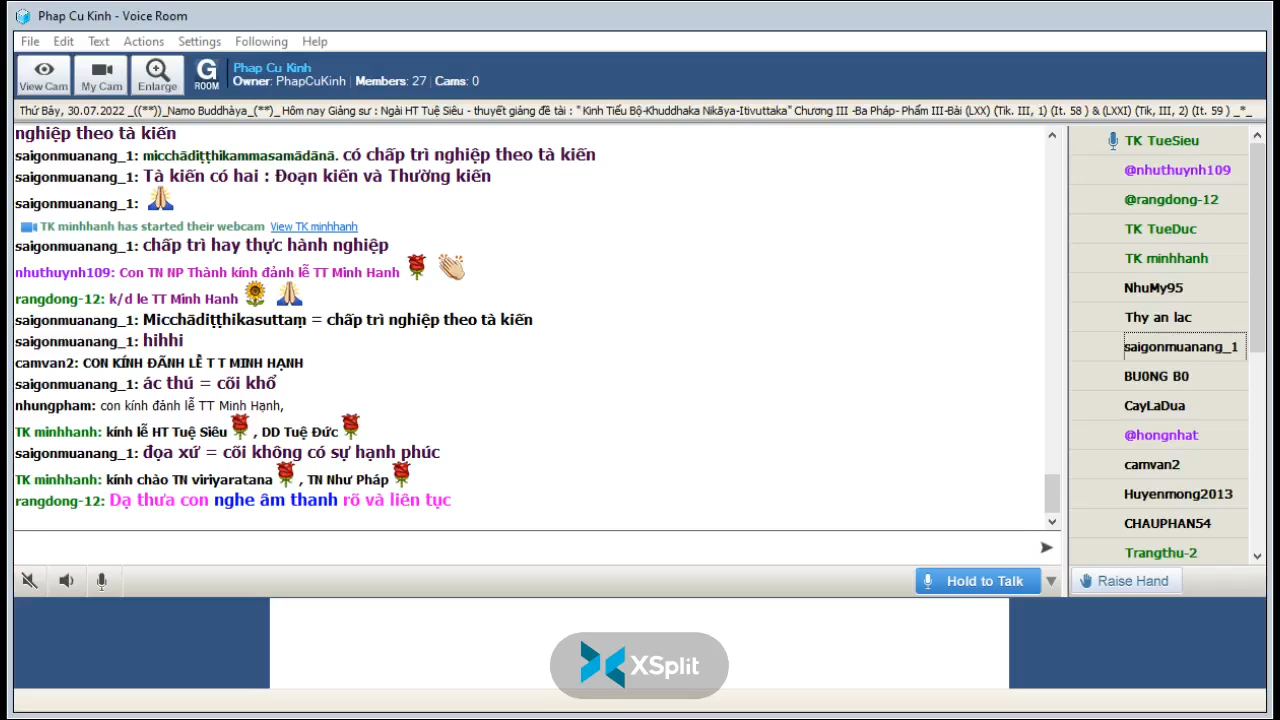 Phap Cu Kinh - Voice Room
File Edit Text Actions Settings Following Help
View Cam My Cam Enlarge G ROOM Phap Cu Kinh
Owner: PhapCuKinh Members: 27 Cams: 0
Thứ Bảy, 30.07.2022 _((**))_Namo Buddhàya_(**)_ Hôm nay Giảng sư : Ngài HT Tuệ Siêu - thuyết giảng đề tài : " Kinh Tiểu Bộ-Khuddhaka Nikāya-Itivuttaka" Chương III -Ba Pháp- Phẩm III-Bài (LXX) (Tik. III, 1) (It. 58 ) & (LXXI) (Tik, III, 2) (It. 59 ) _*_
nghiệp theo tà kiến
saigonmuanang_1: micchādiṭṭhikammasamādānā. có chấp trì nghiệp theo tà kiến
saigonmuanang_1: Tà kiến có hai : Đoạn kiến và Thường kiến
saigonmuanang_1:
TK minhhanh has started their webcam View TK minhhanh
saigonmuanang_1: chấp trì hay thực hành nghiệp
nhuthuynh109: Con TN NP Thành kính đảnh lễ TT Minh Hanh
rangdong-12: k/d le TT Minh Hanh
saigonmuanang_1: Micchādiṭṭhikasuttaṃ = chấp trì nghiệp theo tà kiến
saigonmuanang_1: hihhi
camvan2: CON KÍNH ĐÃNH LỄ T T MINH HẠNH
saigonmuanang_1: ác thú = cõi khổ
nhungpham: con kính đảnh lễ TT Minh Hạnh,
TK minhhanh: kính lễ HT Tuệ Siêu , DD Tuệ Đức
saigonmuanang_1: đọa xứ = cõi không có sự hạnh phúc
TK minhhanh: kính chào TN viriyaratana , TN Như Pháp
rangdong-12: Dạ thưa con nghe âm thanh rõ và liên tục
TK TueSieu
@nhuthuynh109
@rangdong-12
TK TueDuc
TK minhhanh
NhuMy95
Thy an lac
saigonmuanang_1
BU0NG B0
CayLaDua
@hongnhat
camvan2
Huyenmong2013
CHAUPHAN54
Trangthu-2
Hold to Talk Raise Hand
XSplit